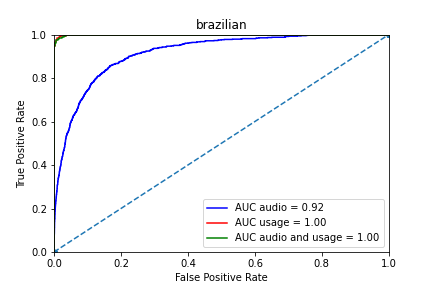 brazilian
1.0
0.8
0.6
0.4
0.2
0.0
True Positive Rate
AUC audio = 0.92
AUC usage = 1.00
AUC audio and usage = 1.00
0.0 0.2 0.4 0.6 0.8 1.0
False Positive Rate